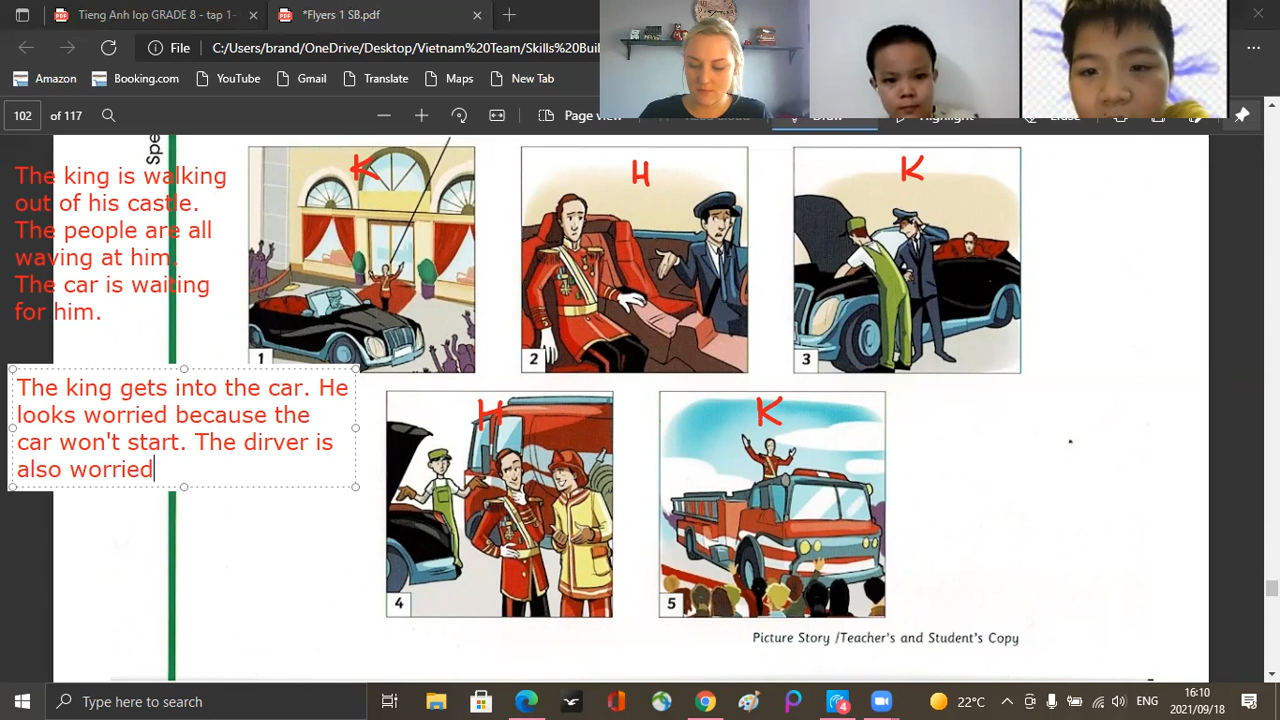 Tieng Anh lop GRADE 8 - tap 1-
*Flyers 1 SB.pdf
File
C:/Users/brand/OneDrive/Desktop/Vietnam%20Team/Skills%20Buil
Amazon
Booking.com
YouTube
Gmail
Translate
Maps
New Tab
102 of 117
Page view
Draw
Highlight
Spe
The king is walking
out of his castle.
The people are all
waving at him.
The car is waiting
for him.
K
H
K
1
2
3
The king gets into the car. He
looks worried because the
car won't start. The dirver is
also worried
H
K
4
5
Picture Story /Teacher's and Student's Copy
Type here to search
4
22°C
ENG
16:10
2021/09/18